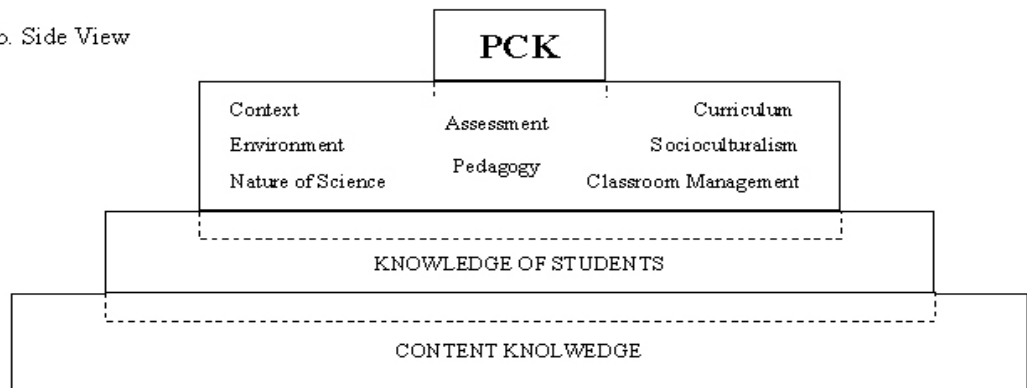 b. Side View
PCK
Context
Environment
Nature of Science
Assessment
Pedagogy
Curriculum
Socioculturalism
Classroom Management
KNOWLEDGE OF STUDENTS
CONTENT KNOLWEDGE